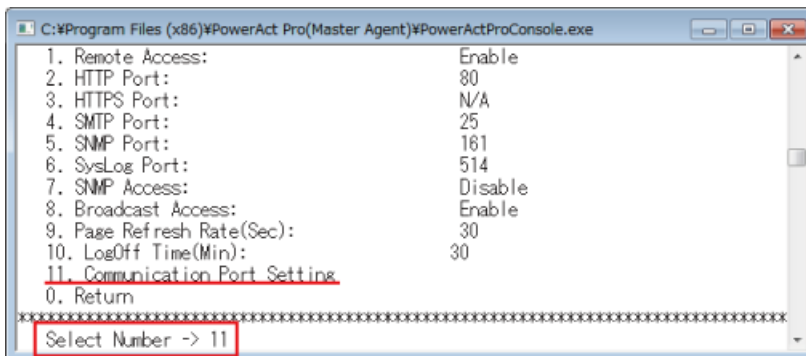 C:¥Program Files (x86)¥PowerAct Pro(Master Agent)¥PowerActProConsole.exe
1. Remote Access: Enable
2. HTTP Port: 80
3. HTTPS Port: N/A
4. SMTP Port: 25
5. SNMP Port: 161
6. SysLog Port: 514
7. SNMP Access: Disable
8. Broadcast Access: Enable
9. Page Refresh Rate(Sec): 30
10. LogOff Time(Min): 30
11. Communication Port Setting
0. Return
******************************************************************************
Select Number -> 11